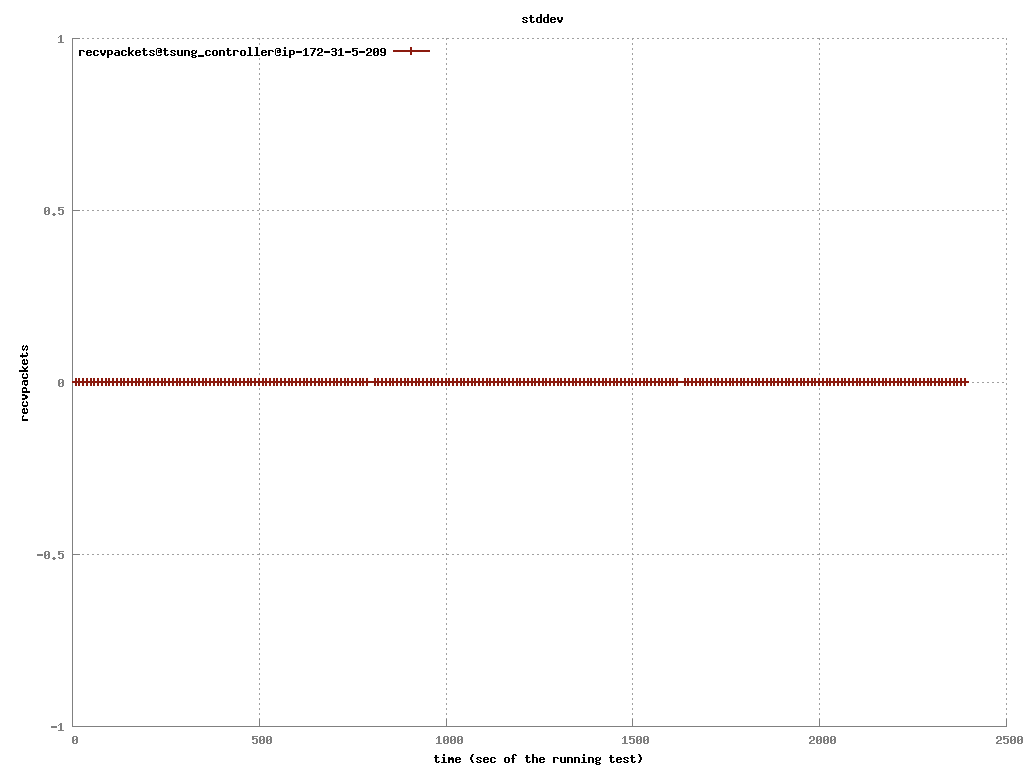 stddev
1
recvpackets@tsung_controller@ip-172-31-5-209
0.5
recvpackets
0
-0.5
-1
0 500 1000 1500 2000 2500
time (sec of the running test)